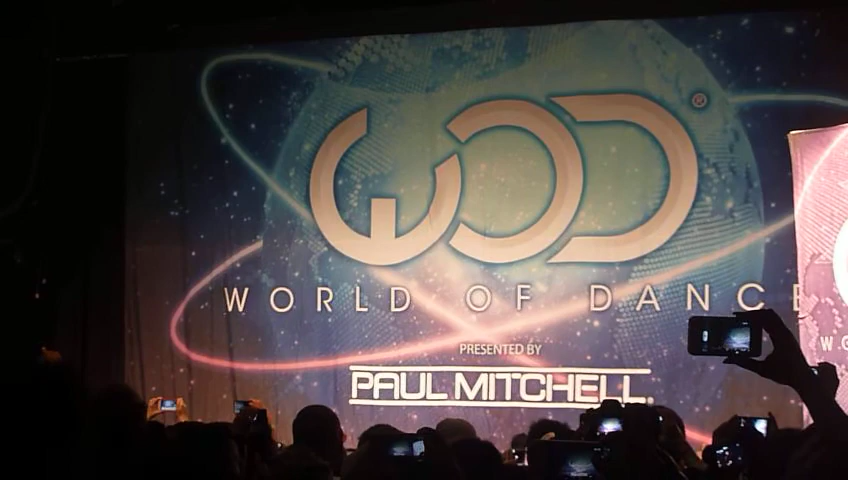 WOD®
WORLD OF DANCE
PRESENTED BY
PAUL MITCHELL.